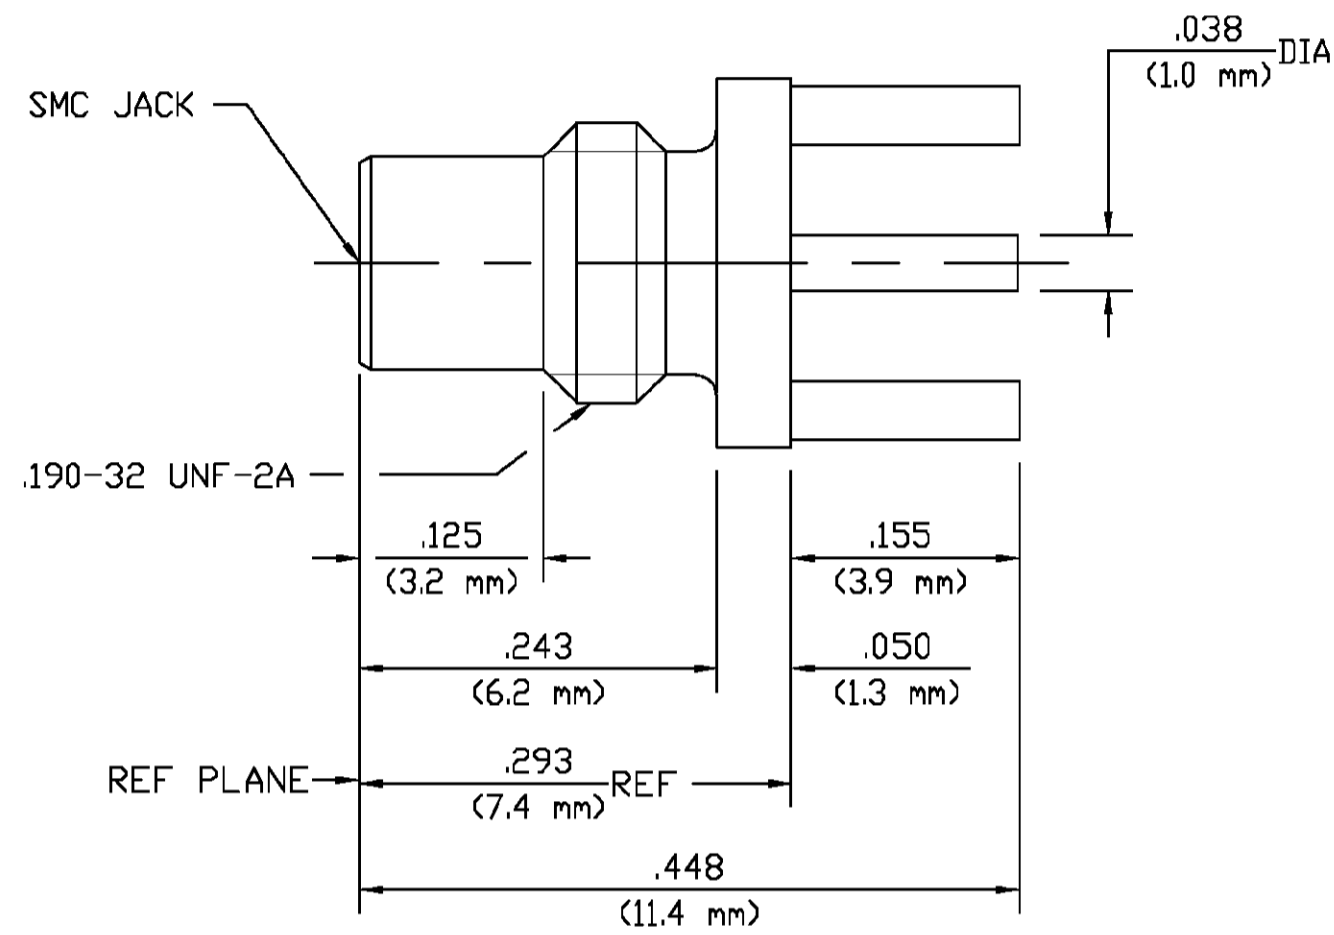 .038
DIA
(1.0 mm)
SMC JACK
.190-32 UNF-2A
.125
(3.2 mm)
.155
(3.9 mm)
.243
(6.2 mm)
.050
(1.3 mm)
REF PLANE
.293
REF
(7.4 mm)
.448
(11.4 mm)